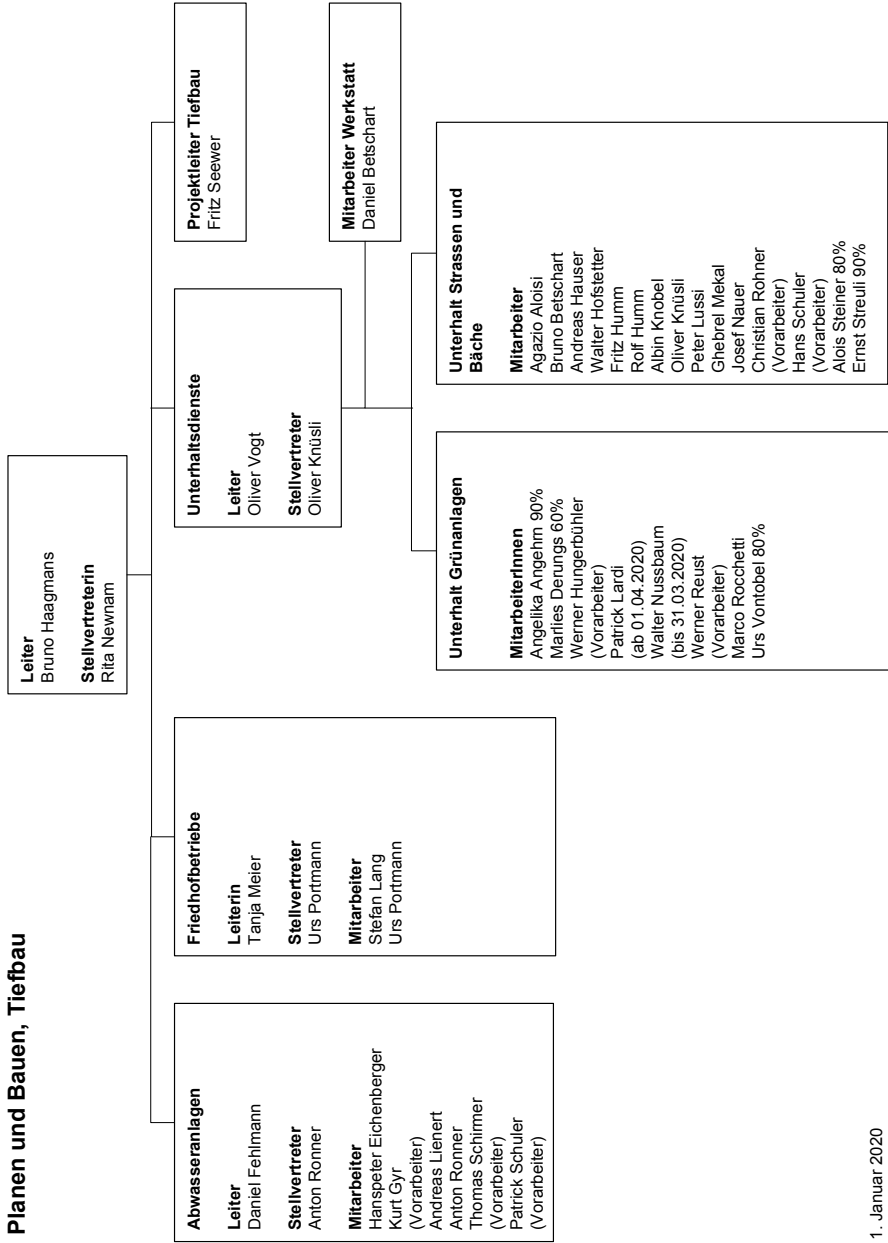 Planen und Bauen, Tiefbau
Leiter
Bruno Haagmans
Stellvertreterin
Rita Newnam
Abwasseranlagen
Leiter
Daniel Fehlmann
Stellvertreter
Anton Ronner
Mitarbeiter
Hanspeter Eichenberger
Kurt Gyr
(Vorarbeiter)
Andreas Lienert
Anton Ronner
Thomas Schirmer
(Vorarbeiter)
Patrick Schuler
(Vorarbeiter)
Friedhofbetriebe
Leiterin
Tanja Meier
Stellvertreter
Urs Portmann
Mitarbeiter
Stefan Lang
Urs Portmann
Unterhaltsdienste
Leiter
Oliver Vogt
Stellvertreter
Oliver Knüsli
Projektleiter Tiefbau
Fritz Seewer
Mitarbeiter Werkstatt
Daniel Betschart
Unterhalt Grünanlagen
MitarbeiterInnen
Angelika Angehrn 90%
Marlies Derungs 60%
Werner Hungerbühler
(Vorarbeiter)
Patrick Lardi
(ab 01.04.2020)
Walter Nussbaum
(bis 31.03.2020)
Werner Reust
(Vorarbeiter)
Marco Rocchetti
Urs Vontobel 80%
Unterhalt Strassen und
Bäche
Mitarbeiter
Agazio Aloisi
Bruno Betschart
Andreas Hauser
Walter Hofstetter
Fritz Humm
Rolf Humm
Albin Knobel
Oliver Knüsli
Peter Lussi
Ghebrel Mekal
Josef Nauer
Christian Rohner
(Vorarbeiter)
Hans Schuler
(Vorarbeiter)
Alois Steiner 80%
Ernst Streuli 90%
1. Januar 2020